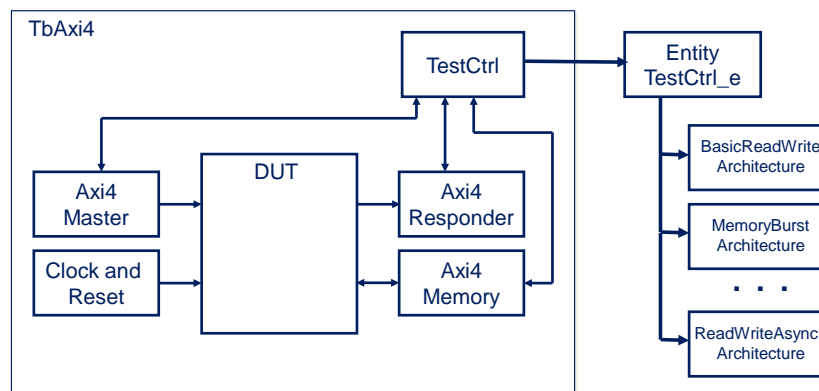 TbAxi4
TestCtrl
Entity
TestCtrl_e
BasicReadWrite
Architecture
DUT
Axi4
Master
Axi4
Responder
MemoryBurst
Architecture
Clock and
Reset
Axi4
Memory
. . .
ReadWriteAsync
Architecture